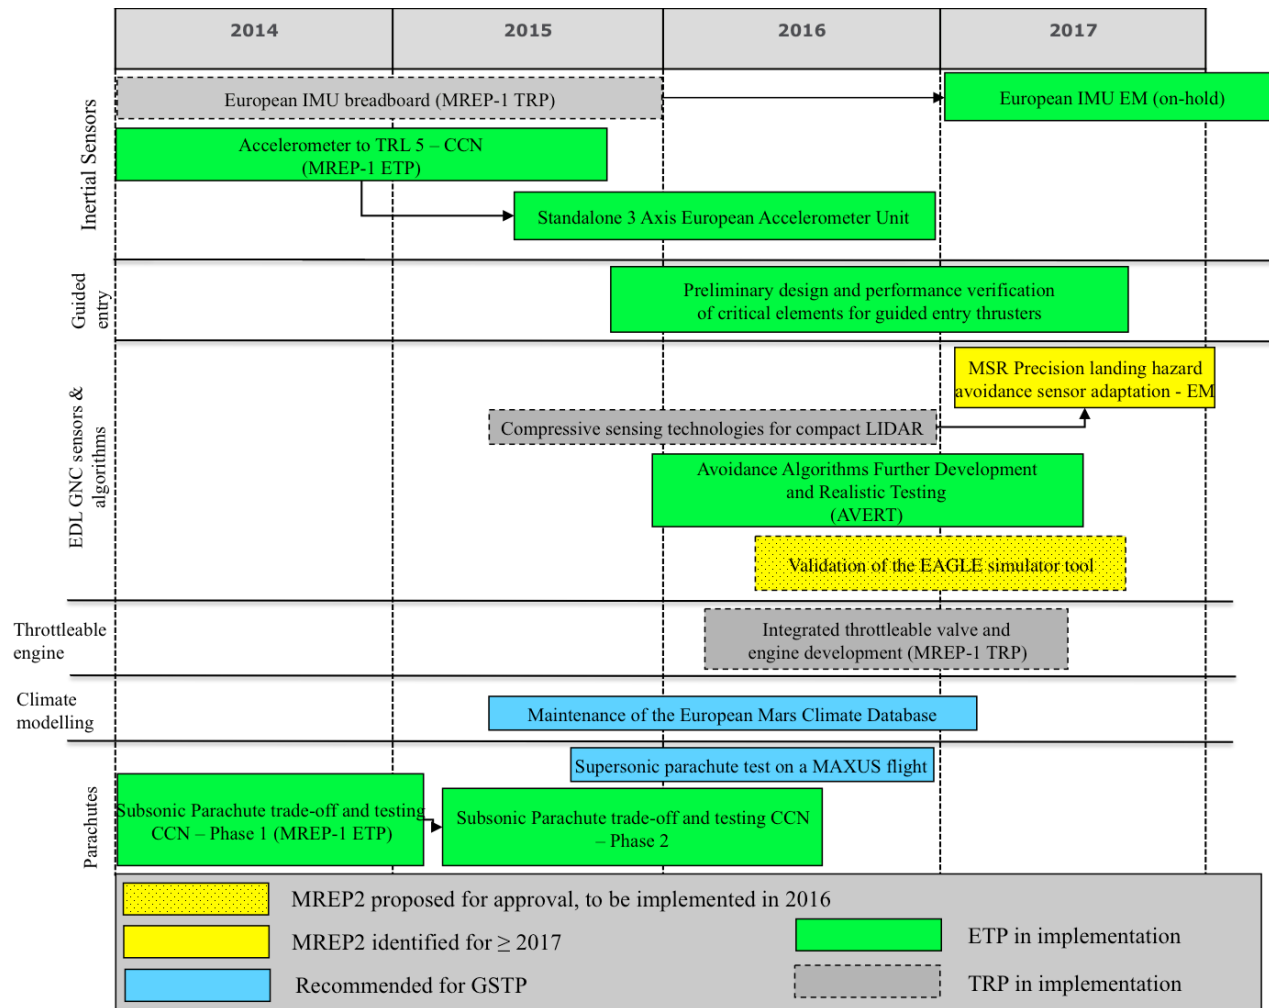 2014 2015 2016 2017
Inertial Sensors
European IMU breadboard (MREP-1 TRP)
European IMU EM (on-hold)
Accelerometer to TRL 5 – CCN
(MREP-1 ETP)
Standalone 3 Axis European Accelerometer Unit
Guided
entry
Preliminary design and performance verification
of critical elements for guided entry thrusters
EDL GNC sensors &
algorithms
MSR Precision landing hazard
avoidance sensor adaptation - EM
Compressive sensing technologies for compact LIDAR
Avoidance Algorithms Further Development
and Realistic Testing
(AVERT)
Validation of the EAGLE simulator tool
Throttleable
engine
Integrated throttleable valve and
engine development (MREP-1 TRP)
Climate
modelling
Maintenance of the European Mars Climate Database
Parachutes
Supersonic parachute test on a MAXUS flight
Subsonic Parachute trade-off and testing
CCN – Phase 1 (MREP-1 ETP)
Subsonic Parachute trade-off and testing CCN
– Phase 2
MREP2 proposed for approval, to be implemented in 2016
MREP2 identified for ≥ 2017
Recommended for GSTP
ETP in implementation
TRP in implementation